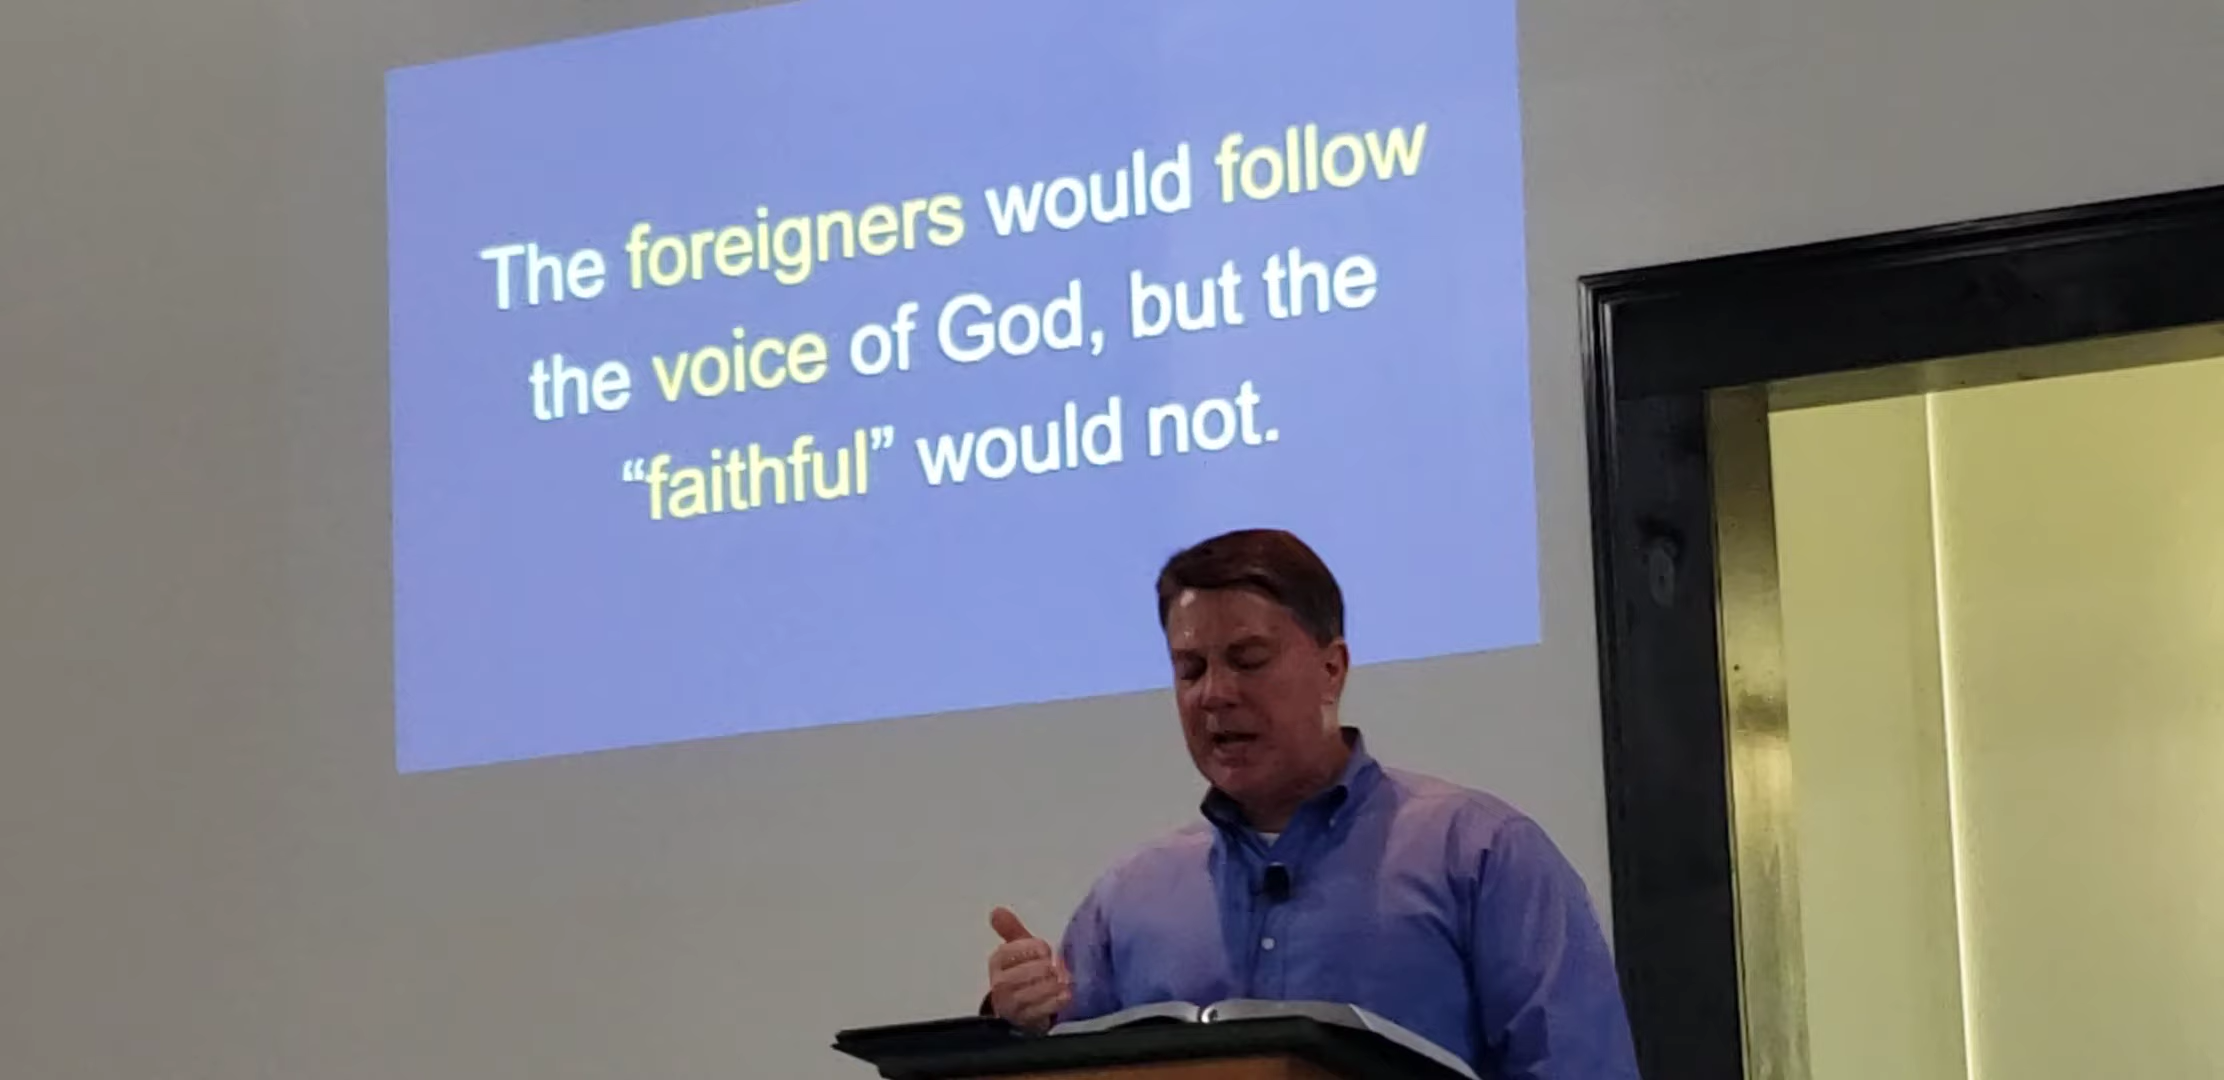 The foreigners would follow
the voice of God, but the
“faithful” would not.